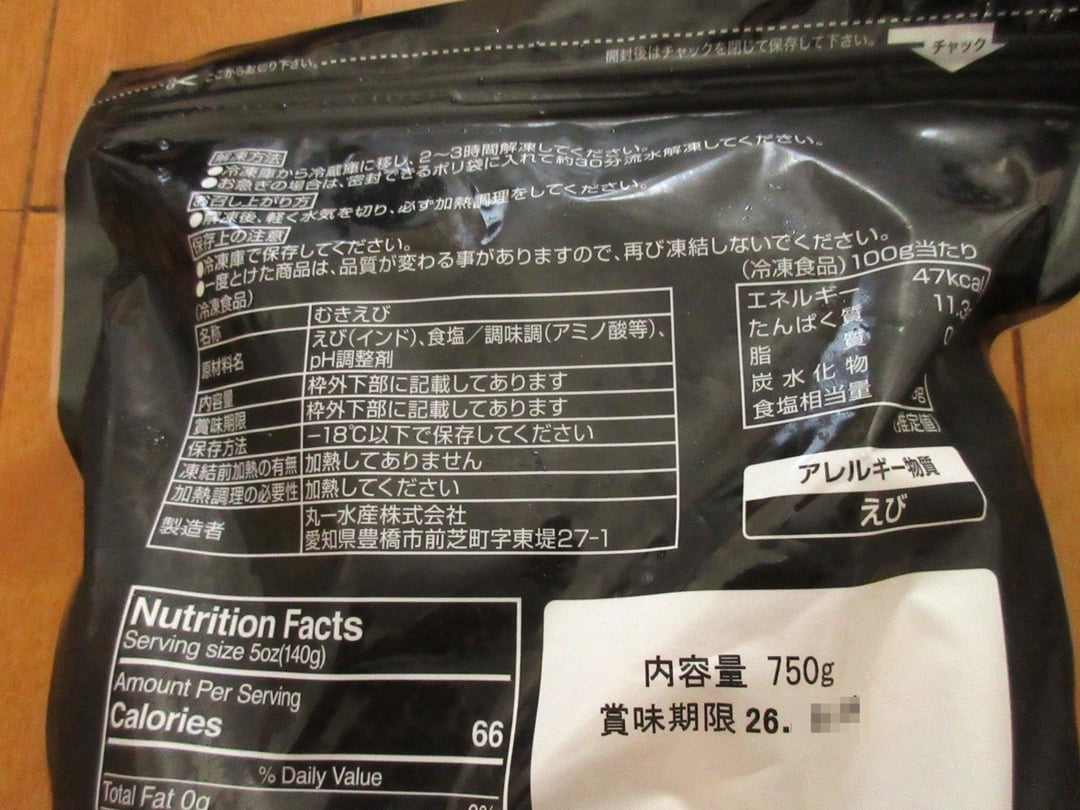 ここからお切り下さい。
開封後はチャックを閉じて保存して下さい。
チャック
解凍方法
●冷凍庫から冷蔵庫に移し、2～3時間解凍してください。
●お急ぎの場合は、密封できるポリ袋に入れて約30分流水解凍してください。
お召し上がり方
●解凍後、軽く水気を切り、必ず加熱調理をしてください。
保存上の注意
●冷凍庫で保存してください。
●一度とけた商品は、品質が変わる事がありますので、再び凍結しないでください。
(冷凍食品)
名称 むきえび
原材料名 えび(インド)、食塩／調味調(アミノ酸等)、
pH調整剤
内容量 枠外下部に記載してあります
賞味期限 枠外下部に記載してあります
保存方法 −18℃以下で保存してください
凍結前加熱の有無 加熱してありません
加熱調理の必要性 加熱してください
製造者 丸一水産株式会社
愛知県豊橋市前芝町字東堤27-1
(冷凍食品)100g当たり
エネルギー 47kcal
たんぱく質 11.3
脂質 0
炭水化物
食塩相当量
(推定値)
アレルギー物質
えび
Nutrition Facts
Serving size 5oz(140g)
Amount Per Serving
Calories 66
% Daily Value
Total Fat 0g 0%
内容量 750g
賞味期限 26.